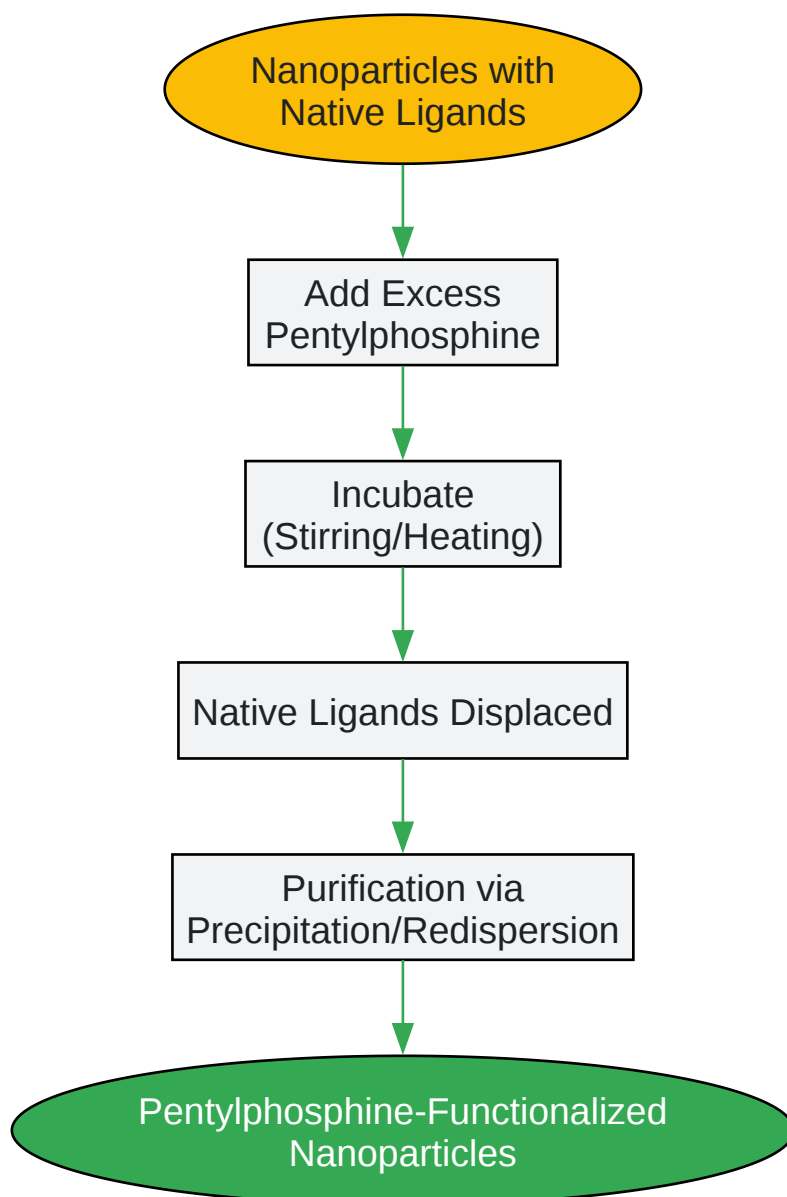 Nanoparticles with
Native Ligands
Add Excess
Pentylphosphine
Incubate
(Stirring/Heating)
Native Ligands Displaced
Purification via
Precipitation/Redispersion
Pentylphosphine-Functionalized
Nanoparticles